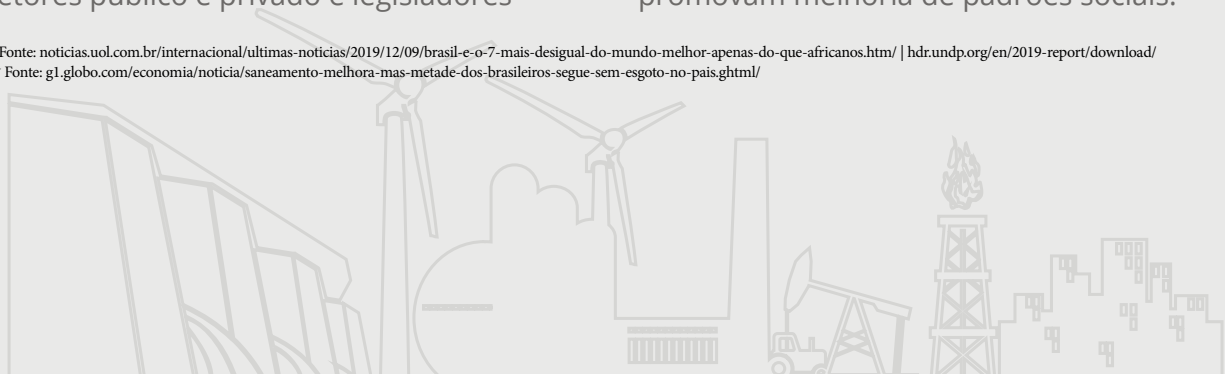 setores público e privado e legisladores
promovam melhoria de padrões sociais.
Fonte: noticias.uol.com.br/internacional/ultimas-noticias/2019/12/09/brasil-e-o-7-mais-desigual-do-mundo-melhor-apenas-do-que-africanos.htm/ | hdr.undp.org/en/2019-report/download/
Fonte: g1.globo.com/economia/noticia/saneamento-melhora-mas-metade-dos-brasileiros-segue-sem-esgoto-no-pais.ghtml/